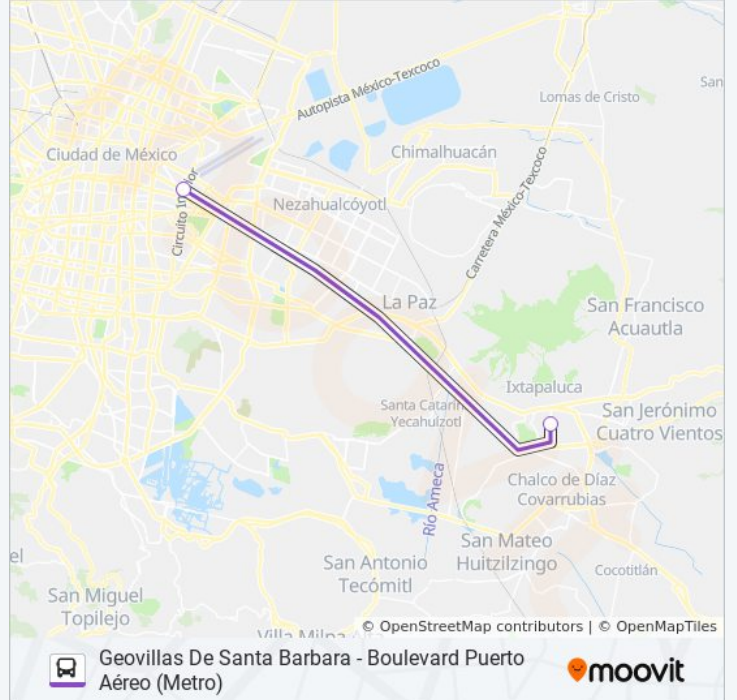 Autopista México-Texcoco
San
Lomas de Cristo
Ciudad de México
Chimalhuacán
Circuito In
or
Nezahualcóyotl
Carretera México-Texcoco
La Paz
San Francisco
Acuautla
Ixtapaluca
Santa Catarin
Yecahuizotl
San Jerónimo
Cuatro Vientos
Río Ameca
Chalco de Díaz
Covarrubias
San Mateo
Huitzilzingo
el
San Antonio
Tecómitl
Cocotitlán
San Miguel
Topilejo
Villa Milpa Alta
© OpenStreetMap contributors | © OpenMapTiles
Geovillas De Santa Barbara - Boulevard Puerto
Aéreo (Metro)
moovit